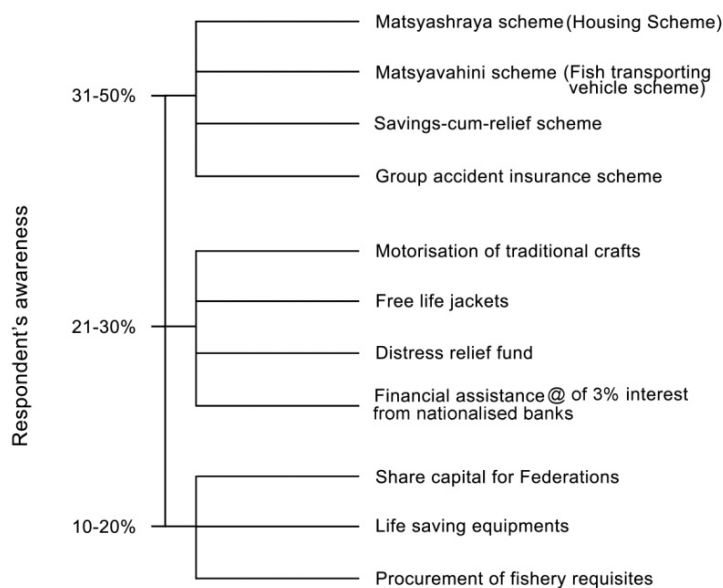 Respondent's awareness
31-50%
Matsyashraya scheme (Housing Scheme)
Matsyavahini scheme (Fish transporting
vehicle scheme)
Savings-cum-relief scheme
Group accident insurance scheme
21-30%
Motorisation of traditional crafts
Free life jackets
Distress relief fund
Financial assistance @ of 3% interest
from nationalised banks
10-20%
Share capital for Federations
Life saving equipments
Procurement of fishery requisites